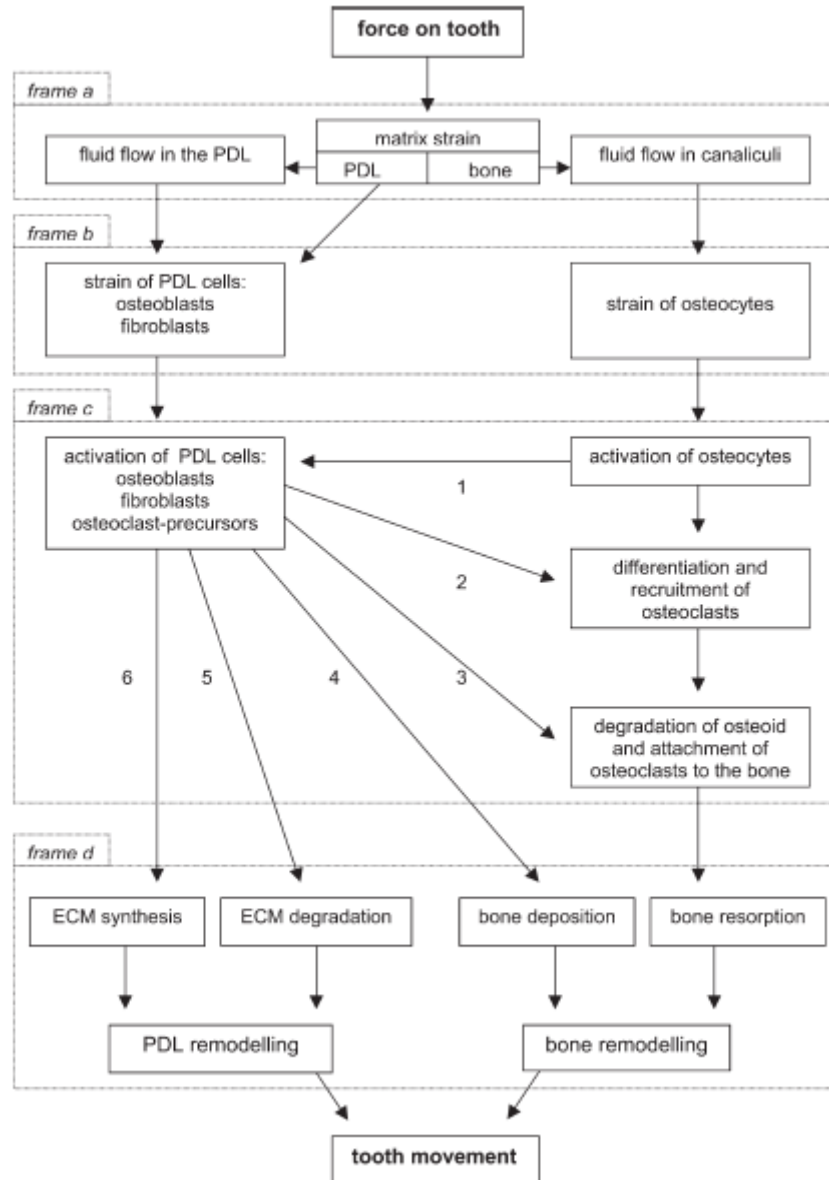 force on tooth
frame a
matrix strain
fluid flow in the PDL
PDL
bone
fluid flow in canaliculi
frame b
strain of PDL cells:
osteoblasts
fibroblasts
strain of osteocytes
frame c
activation of PDL cells:
osteoblasts
fibroblasts
osteoclast-precursors
activation of osteocytes
1
2
differentiation and
recruitment of
osteoclasts
6
5
4
3
degradation of osteoid
and attachment of
osteoclasts to the bone
frame d
ECM synthesis
ECM degradation
bone deposition
bone resorption
PDL remodelling
bone remodelling
tooth movement